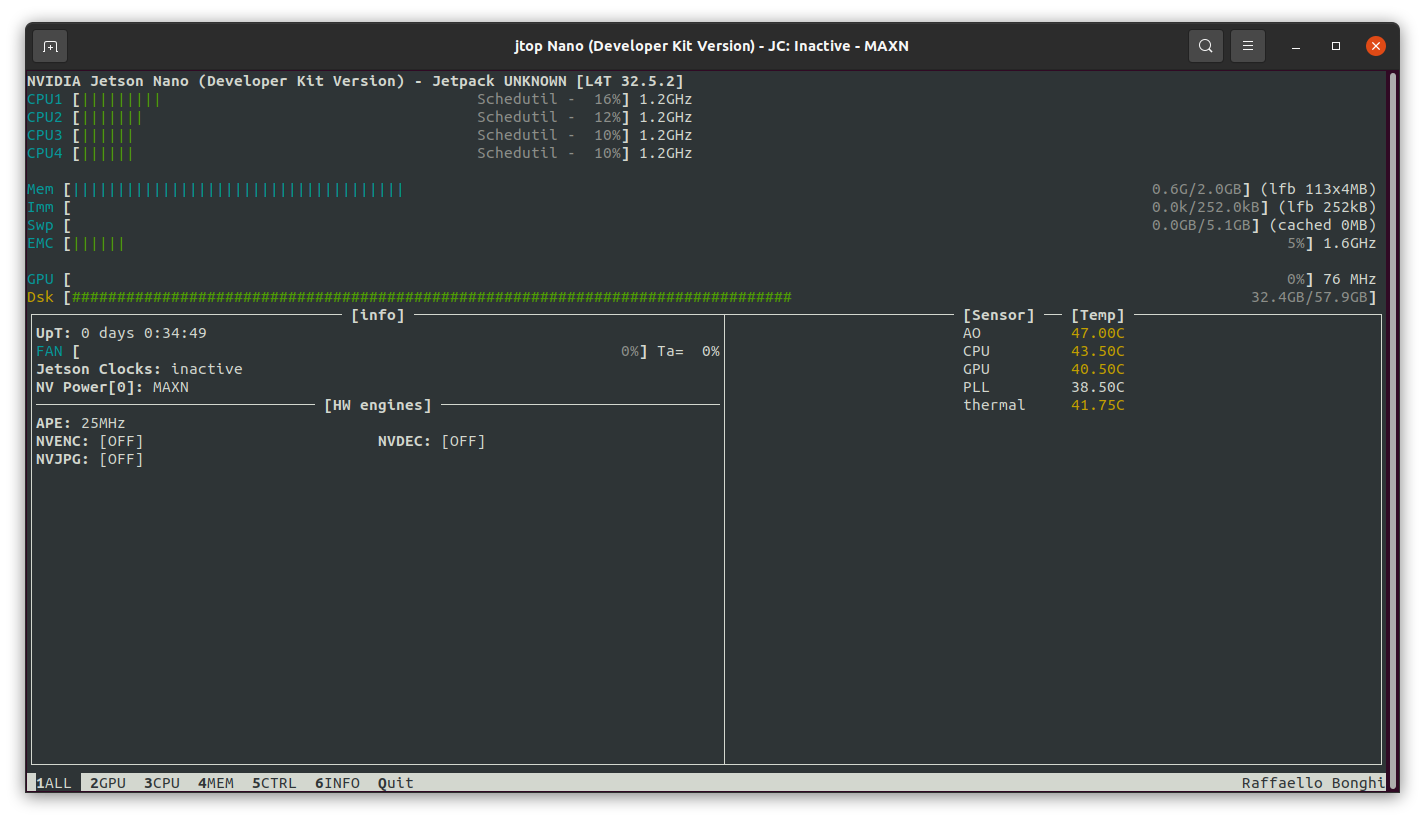 jtop Nano (Developer Kit Version) - JC: Inactive - MAXN
NVIDIA Jetson Nano (Developer Kit Version) - Jetpack UNKNOWN [L4T 32.5.2]
CPU1 [||||||||| Schedutil - 16%] 1.2GHz
CPU2 [||||||| Schedutil - 12%] 1.2GHz
CPU3 [|||||| Schedutil - 10%] 1.2GHz
CPU4 [|||||| Schedutil - 10%] 1.2GHz
Mem [||||||||||||||||||||||||||||||||||||| 0.6G/2.0GB] (lfb 113x4MB)
Imm [ 0.0k/252.0kB] (lfb 252kB)
Swp [ 0.0GB/5.1GB] (cached 0MB)
EMC [|||||| 5%] 1.6GHz
GPU [ 0%] 76 MHz
Dsk [################################################################################ 32.4GB/57.9GB]
[info] [Sensor] [Temp]
UpT: 0 days 0:34:49 AO 47.00C
FAN [ 0%] Ta= 0% CPU 43.50C
Jetson Clocks: inactive GPU 40.50C
NV Power[0]: MAXN PLL 38.50C
[HW engines] thermal 41.75C
APE: 25MHz
NVENC: [OFF] NVDEC: [OFF]
NVJPG: [OFF]
1ALL 2GPU 3CPU 4MEM 5CTRL 6INFO Quit Raffaello Bonghi